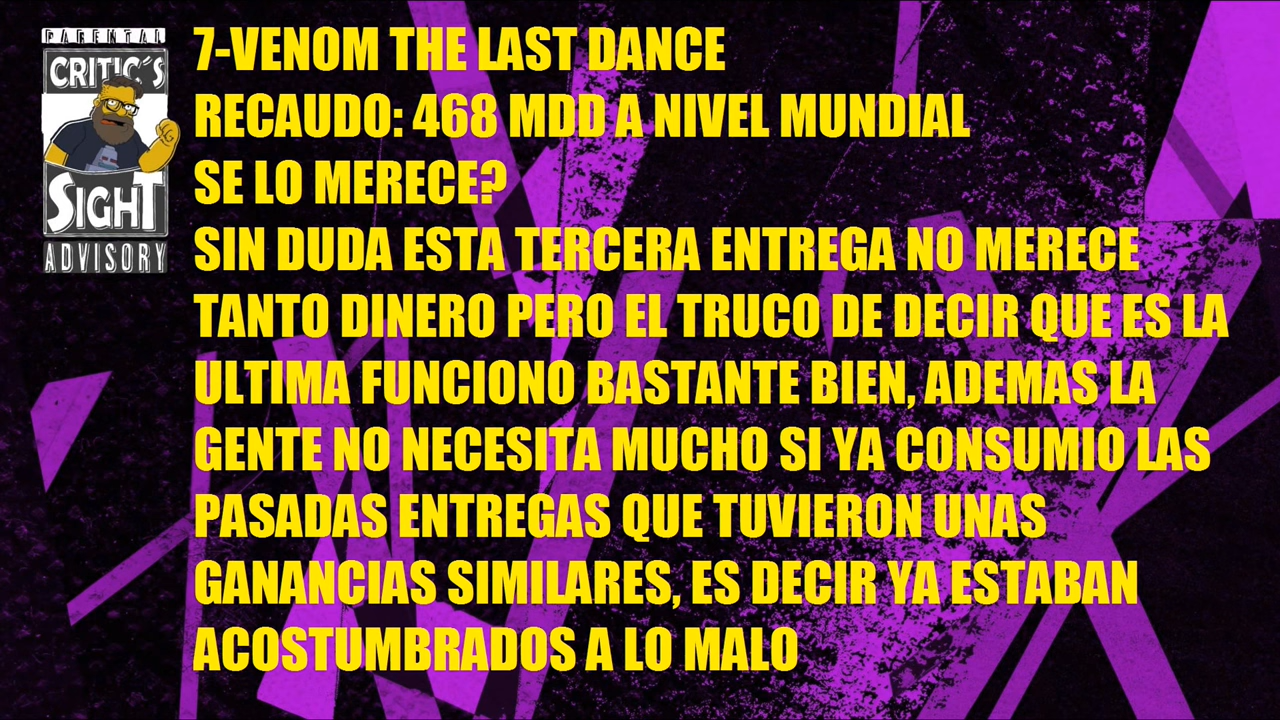 PARENTAL
CRITIC´S
SIGHT
ADVISORY
7-VENOM THE LAST DANCE
RECAUDO: 468 MDD A NIVEL MUNDIAL
SE LO MERECE?
SIN DUDA ESTA TERCERA ENTREGA NO MERECE
TANTO DINERO PERO EL TRUCO DE DECIR QUE ES LA
ULTIMA FUNCIONO BASTANTE BIEN, ADEMAS LA
GENTE NO NECESITA MUCHO SI YA CONSUMIO LAS
PASADAS ENTREGAS QUE TUVIERON UNAS
GANANCIAS SIMILARES, ES DECIR YA ESTABAN
ACOSTUMBRADOS A LO MALO